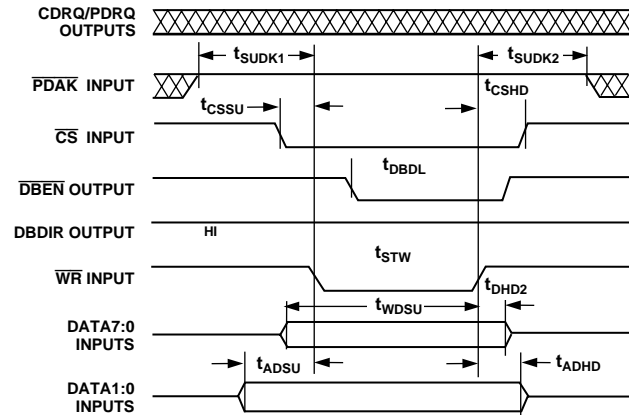 CDRQ/PDRQ
OUTPUTS
tSUDK1
tSUDK2
PDAK INPUT
tCSSU
tCSHD
CS INPUT
tDBDL
DBEN OUTPUT
DBDIR OUTPUT
HI
tSTW
WR INPUT
tDHD2
tWDSU
DATA7:0
INPUTS
tADSU
tADHD
DATA1:0
INPUTS